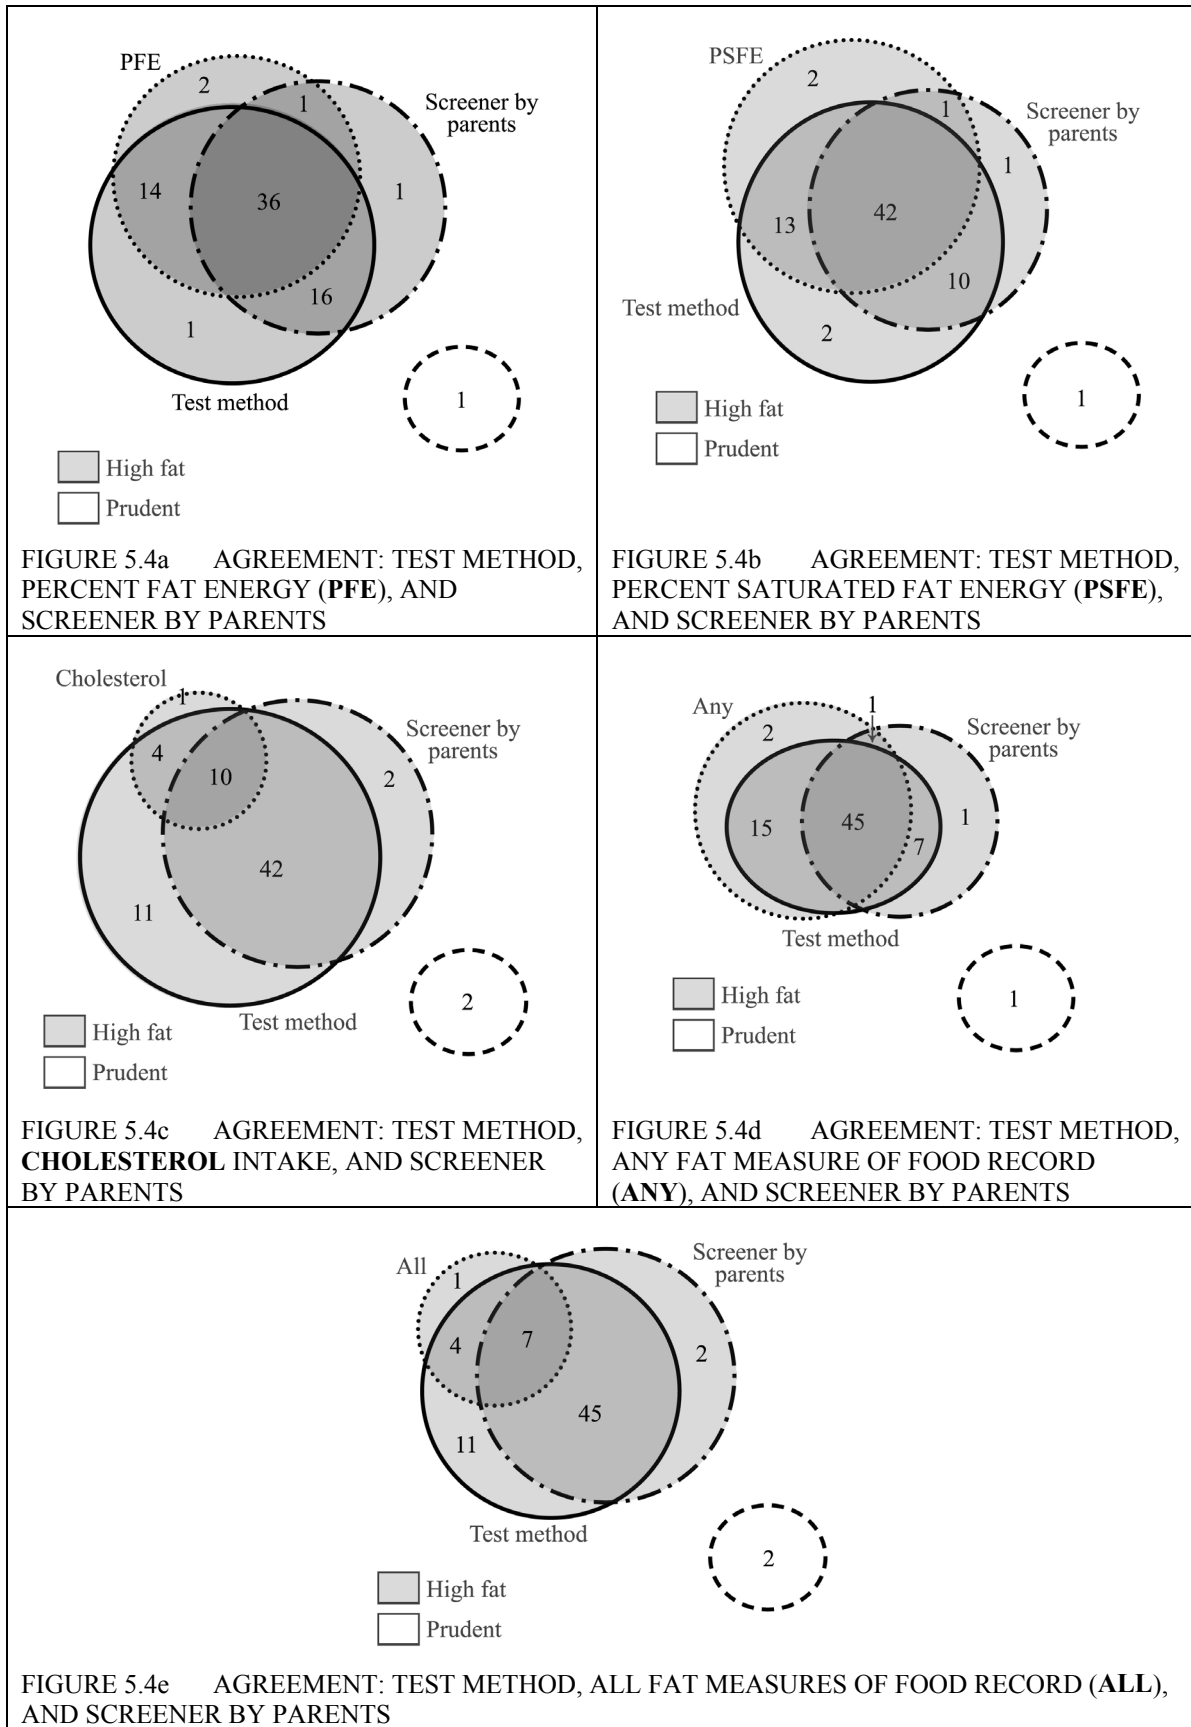 PFE
2
1
Screener by
parents
14
36
1
16
1
Test method
1
High fat
Prudent
FIGURE 5.4a AGREEMENT: TEST METHOD,
PERCENT FAT ENERGY (PFE), AND
SCREENER BY PARENTS
PSFE
2
1
Screener by
parents
1
13
42
10
Test method
2
1
High fat
Prudent
FIGURE 5.4b AGREEMENT: TEST METHOD,
PERCENT SATURATED FAT ENERGY (PSFE),
AND SCREENER BY PARENTS
Cholesterol
1
4
10
Screener by
parents
2
42
11
2
Test method
High fat
Prudent
FIGURE 5.4c AGREEMENT: TEST METHOD,
CHOLESTEROL INTAKE, AND SCREENER
BY PARENTS
Any
2
1
Screener by
parents
15
45
7
1
Test method
1
High fat
Prudent
FIGURE 5.4d AGREEMENT: TEST METHOD,
ANY FAT MEASURE OF FOOD RECORD
(ANY), AND SCREENER BY PARENTS
All
1
Screener by
parents
4
7
2
45
11
Test method
2
High fat
Prudent
FIGURE 5.4e AGREEMENT: TEST METHOD, ALL FAT MEASURES OF FOOD RECORD (ALL),
AND SCREENER BY PARENTS